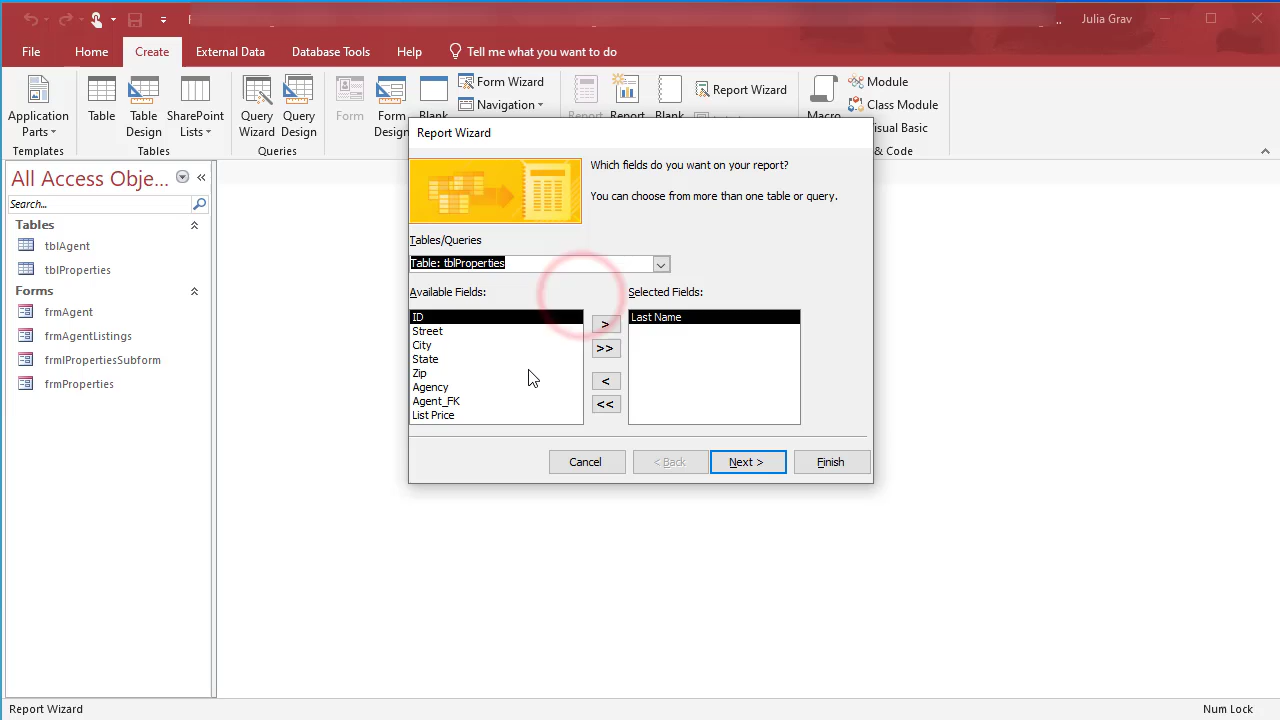 Julia Grav
File Home Create External Data Database Tools Help Tell me what you want to do
Application Parts
Table
Table Design
SharePoint Lists
Query Wizard
Query Design
Form
Form Design
Blank
Form Wizard
Navigation
Report
Report
Blank
Report Wizard
Macro
Module
Class Module
isual Basic
Templates Tables Queries & Code
All Access Obje...
Search...
Tables
tblAgent
tblProperties
Forms
frmAgent
frmAgentListings
frmlPropertiesSubform
frmProperties
Report Wizard
Which fields do you want on your report?
You can choose from more than one table or query.
Tables/Queries
Table: tblProperties
Available Fields: Selected Fields:
ID
Street
City
State
Zip
Agency
Agent_FK
List Price
>
>>
<
<<
Last Name
Cancel < Back Next > Finish
Report Wizard Num Lock